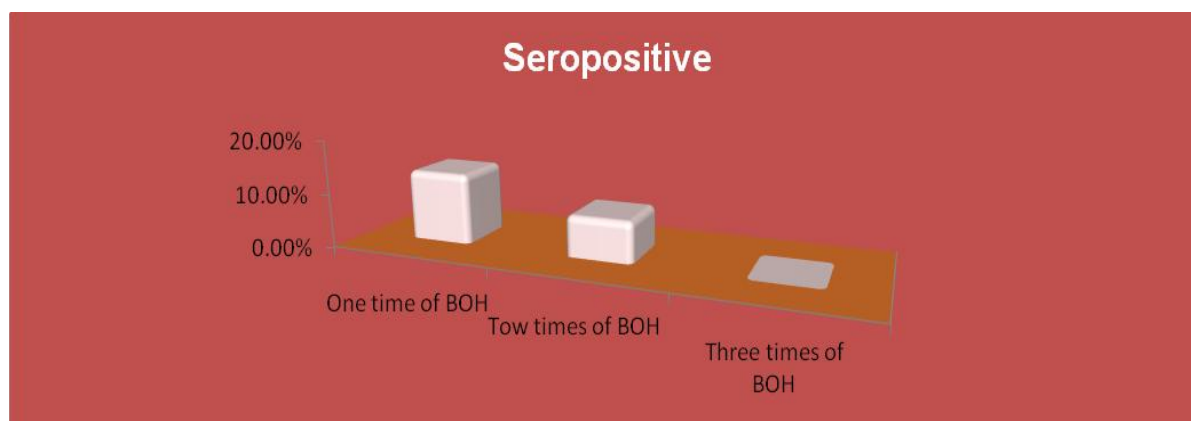 Seropositive
20.00%
10.00%
0.00%
One time of BOH
Tow times of BOH
Three times of
BOH